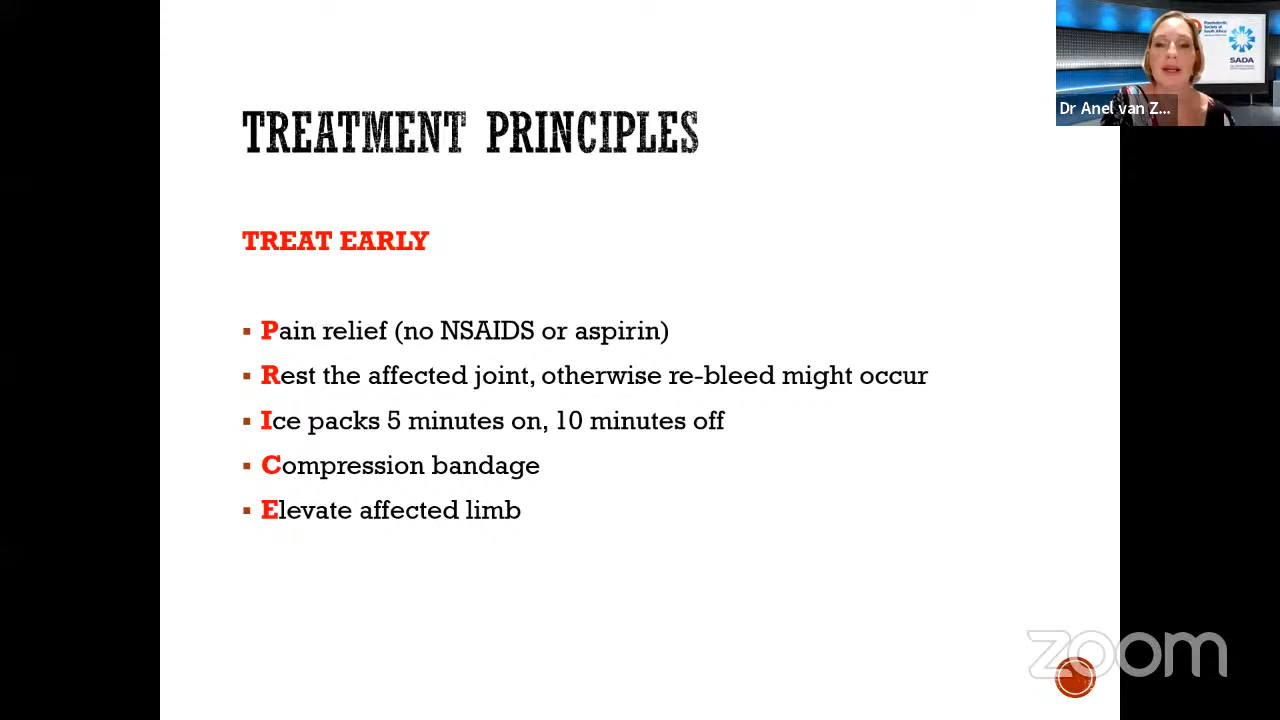 TREATMENT PRINCIPLES
TREAT EARLY
Pain relief (no NSAIDS or aspirin)
Rest the affected joint, otherwise re-bleed might occur
Ice packs 5 minutes on, 10 minutes off
Compression bandage
Elevate affected limb
SADA
Dr Anel van Z...
zoom